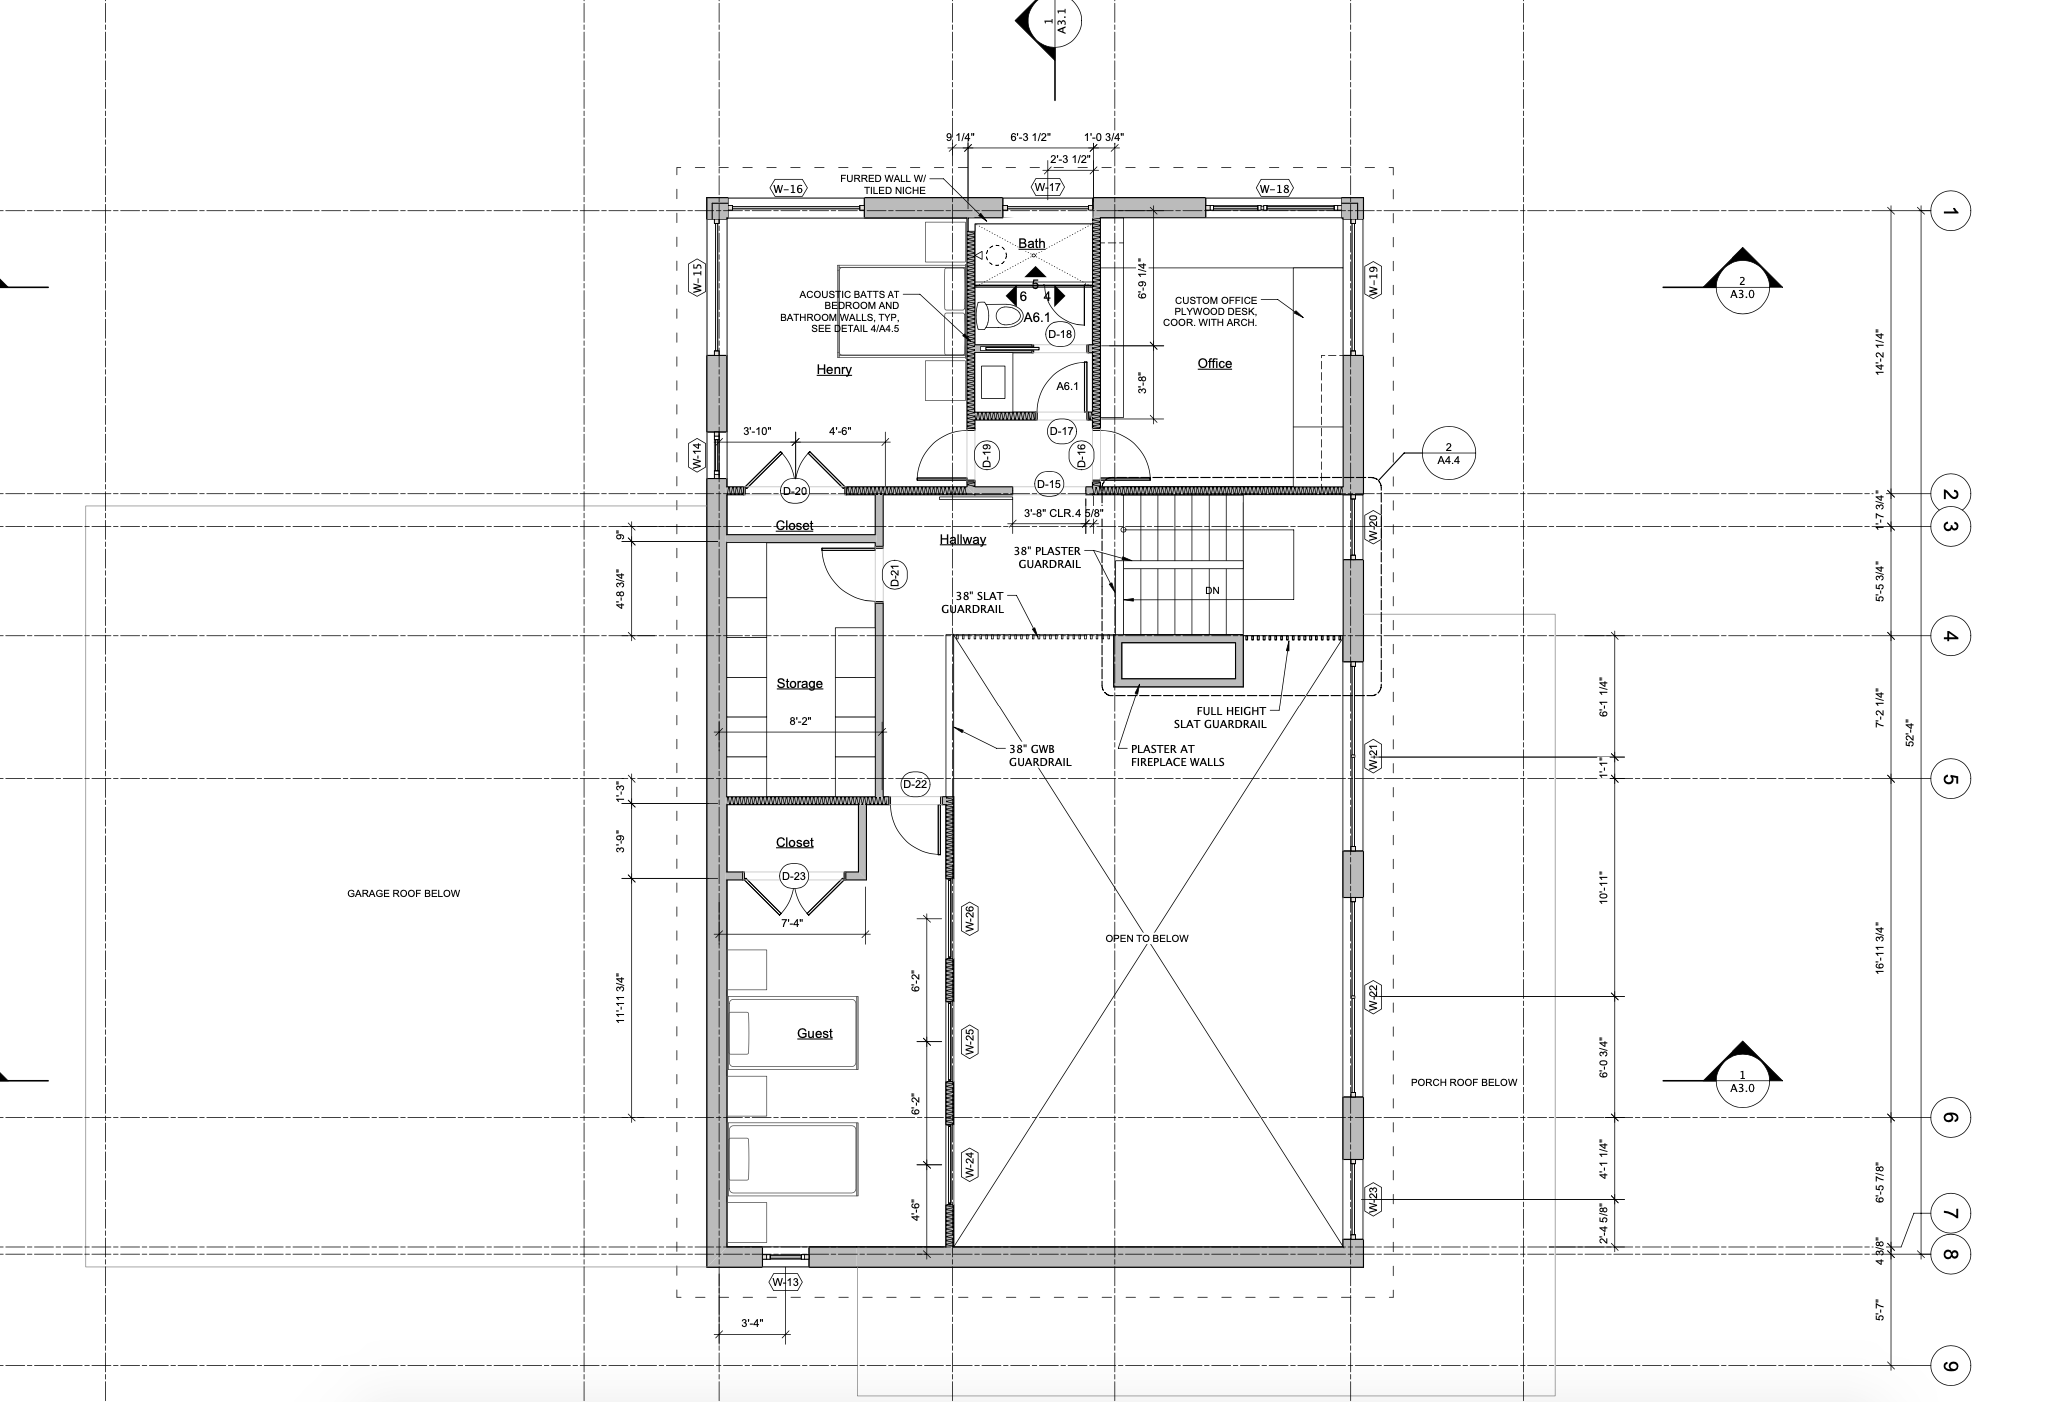 1
A3.1
9 1/4"
6'-3 1/2"
1'-0 3/4"
2'-3 1/2"
FURRED WALL W/
TILED NICHE
W-16
W-17
W-18
1
W-15
Bath
W-19
6'-9 1/4"
2
A3.0
5
6
4
A6.1
ACOUSTIC BATTS AT
BEDROOM AND
BATHROOM WALLS, TYP,
SEE DETAIL 4/A4.5
CUSTOM OFFICE
PLYWOOD DESK,
COOR. WITH ARCH.
D-18
Henry
Office
A6.1
3'-8"
14'-2 1/4"
3'-10"
4'-6"
D-17
W-14
D-19
D-16
2
A4.4
D-20
D-15
2
3'-8" CLR.
4 5/8"
1'-7 3/4"
Closet
W-20
3
9"
Hallway
38" PLASTER
GUARDRAIL
D-21
4'-8 3/4"
38" SLAT
GUARDRAIL
DN
5'-5 3/4"
4
Storage
8'-2"
FULL HEIGHT
SLAT GUARDRAIL
6'-1 1/4"
7'-2 1/4"
52'-4"
38" GWB
GUARDRAIL
PLASTER AT
FIREPLACE WALLS
W-21
1'-1"
5
1'-3"
D-22
Closet
3'-9"
D-23
GARAGE ROOF BELOW
7'-4"
W-26
OPEN TO BELOW
10'-11"
16'-11 3/4"
6'-2"
11'-11 3/4"
W-22
Guest
W-25
6'-0 3/4"
PORCH ROOF BELOW
1
A3.0
6'-2"
6
W-24
4'-1 1/4"
6'-5 7/8"
W-23
4'-6"
2'-4 5/8"
7
4 3/8"
8
W-13
5'-7"
3'-4"
9